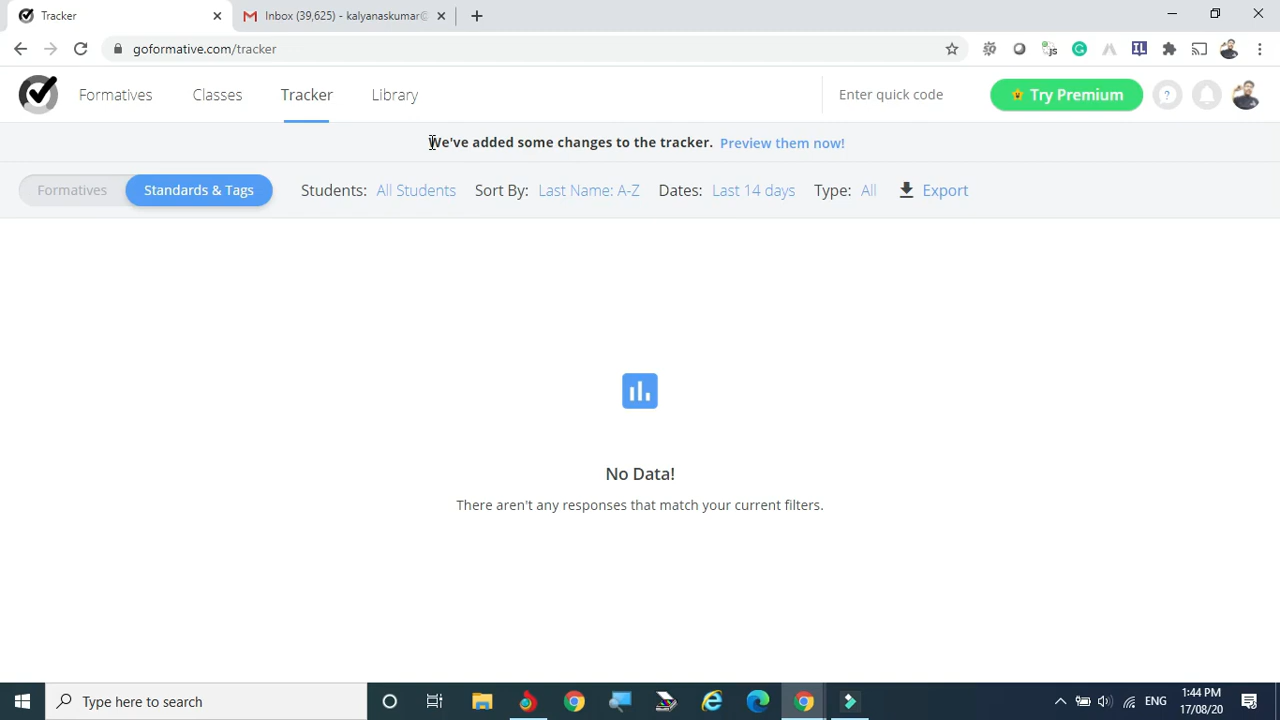 Tracker
Inbox (39,625) - kalyanaskumar@
goformative.com/tracker
Formatives Classes Tracker Library Enter quick code Try Premium ?
We've added some changes to the tracker. Preview them now!
Formatives Standards & Tags Students: All Students Sort By: Last Name: A-Z Dates: Last 14 days Type: All Export
No Data!
There aren't any responses that match your current filters.
Type here to search
ENG
1:44 PM
17/08/20